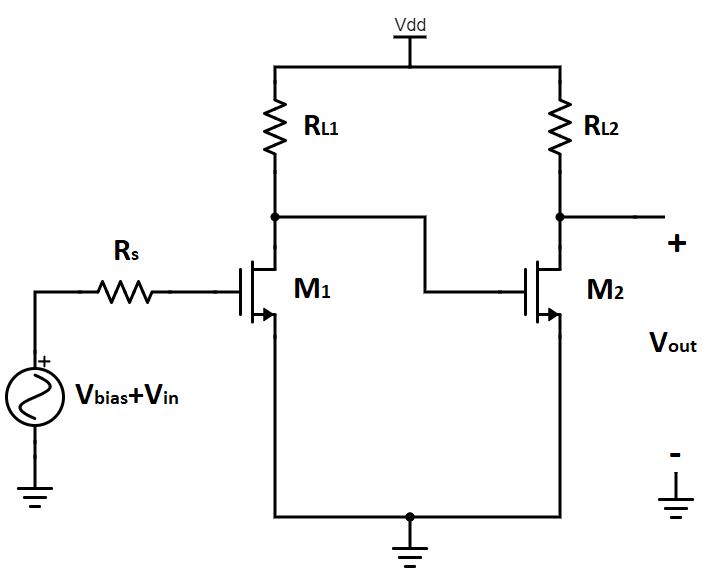 Vdd
RL1
RL2
Rs
M1
M2
+
Vout
+
Vbias+Vin
-